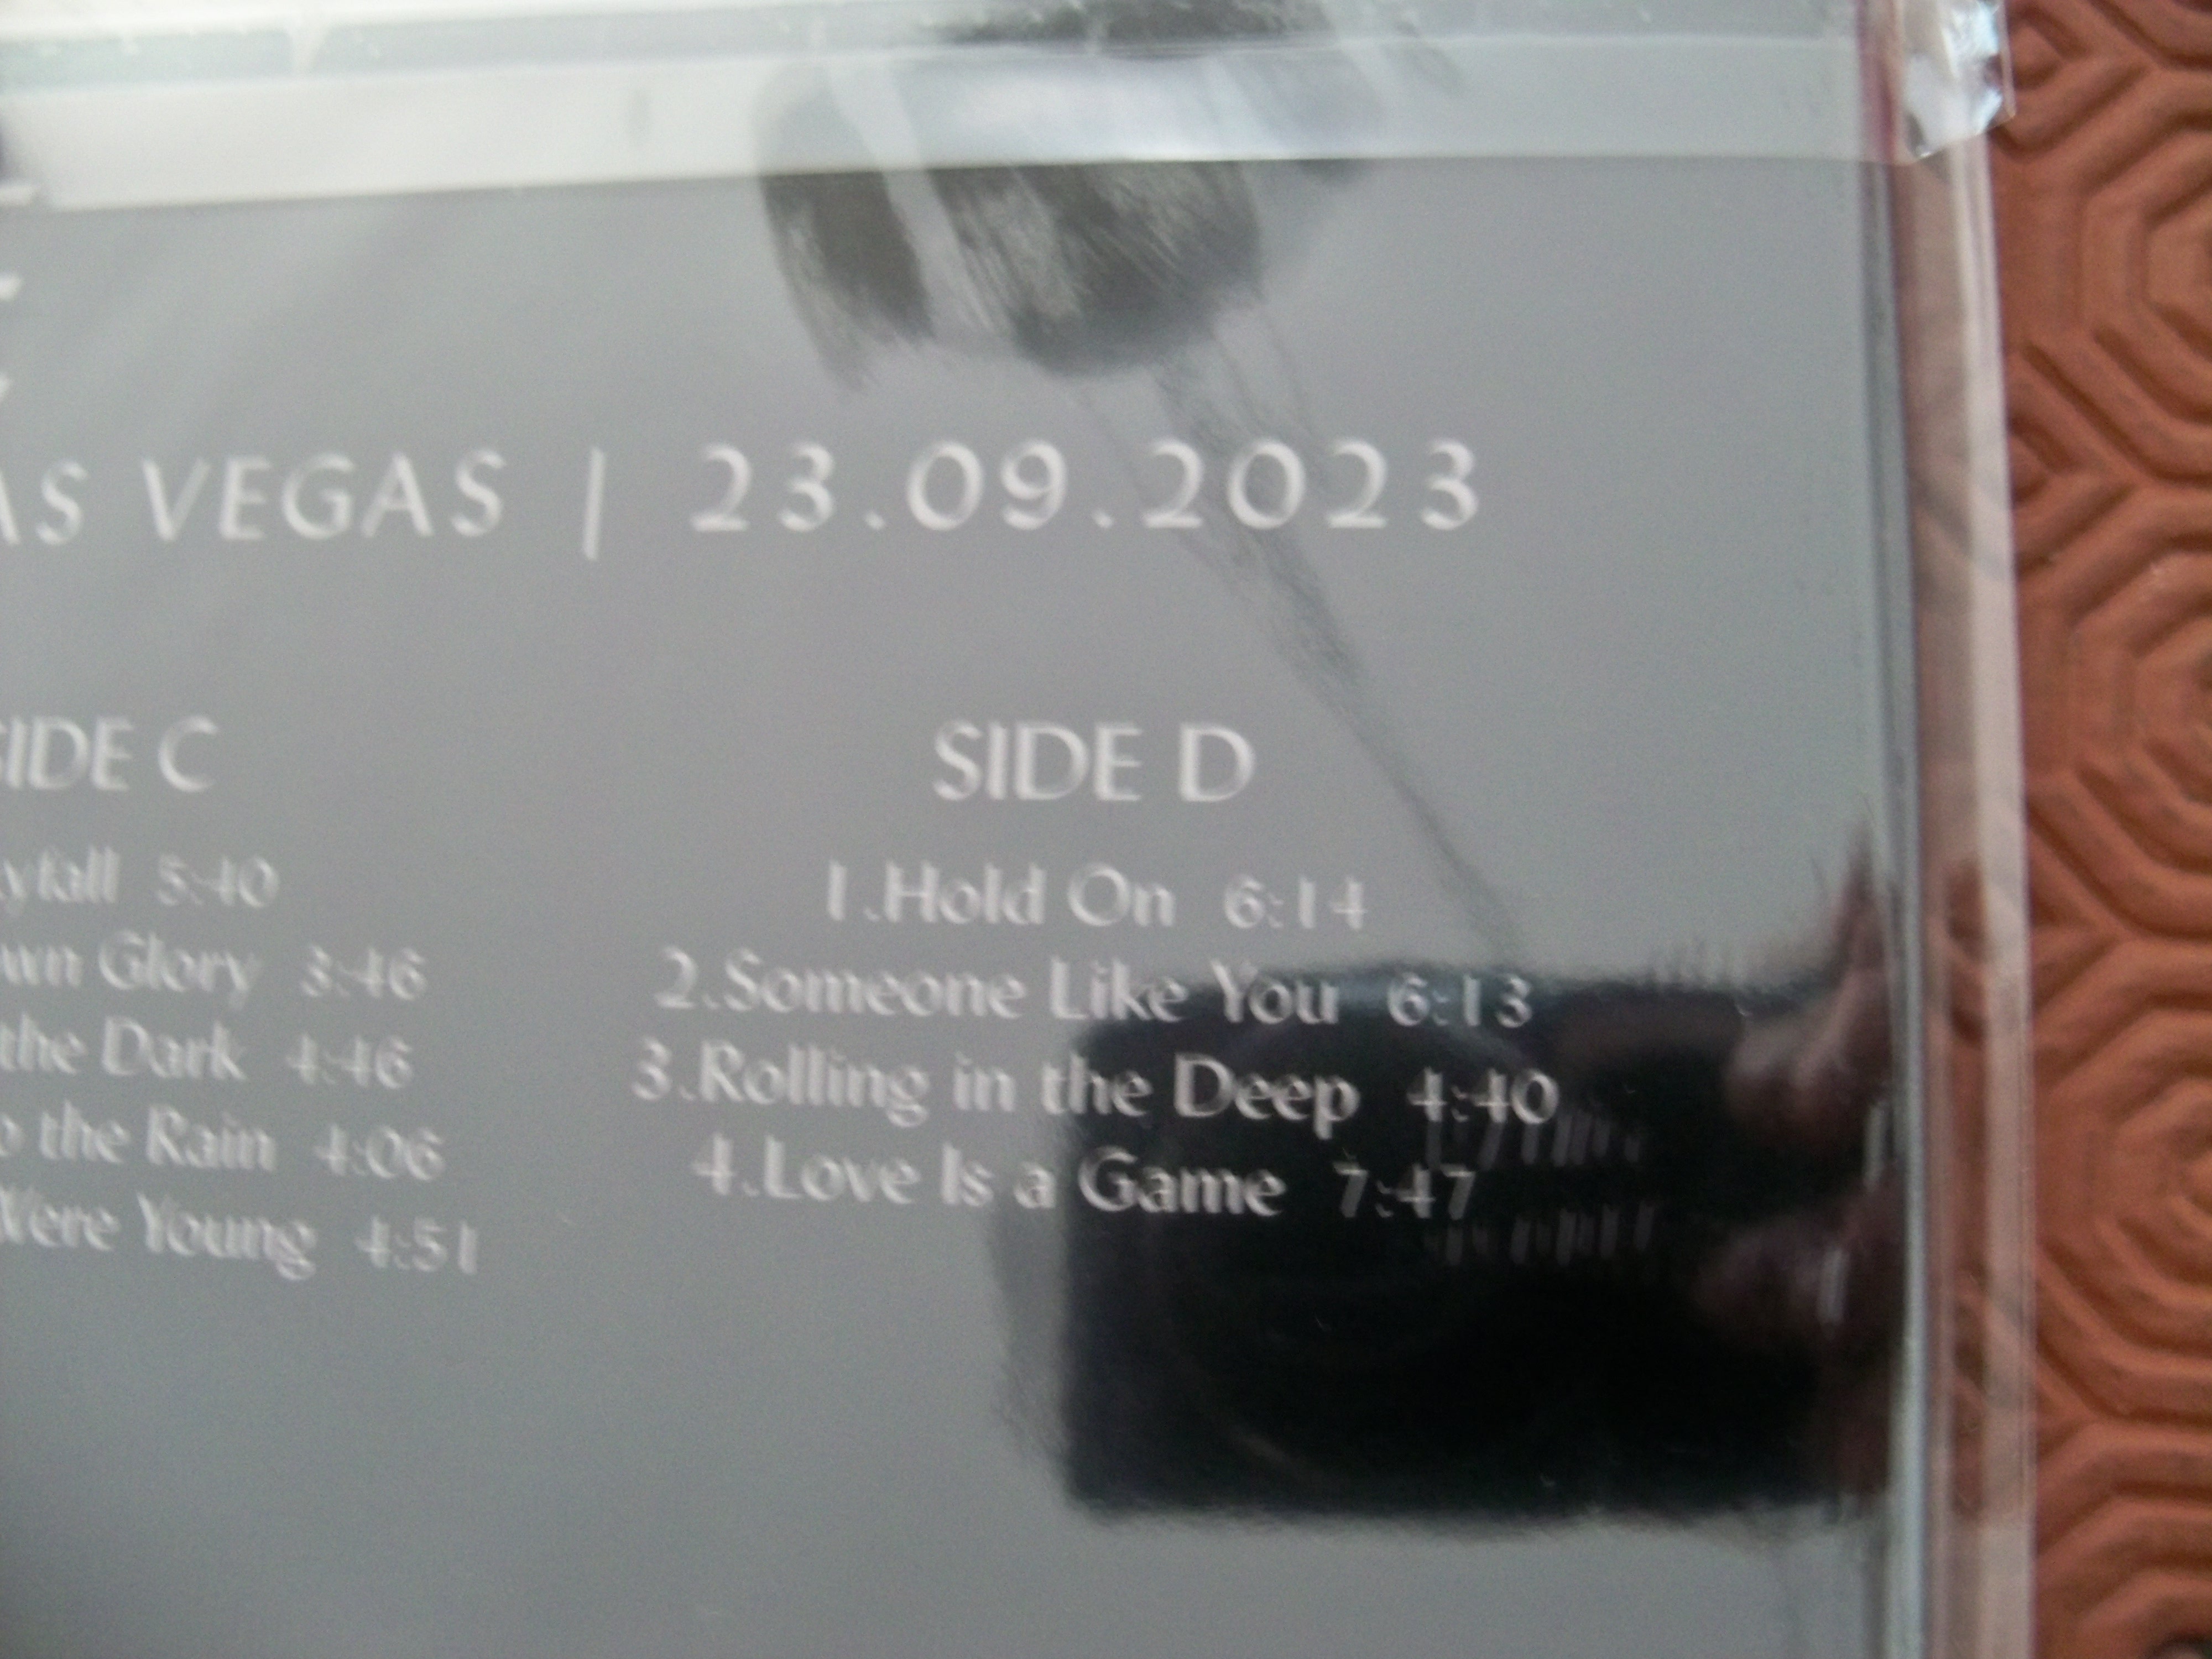 AS VEGAS | 23.09.2023
SIDE C
yfall 5:40
wn Glory 3:46
the Dark 4:46
o the Rain 4:06
Were Young 4:51
SIDE D
1.Hold On 6:14
2.Someone Like You 6:13
3.Rolling in the Deep 4:40
4.Love Is a Game 7:47